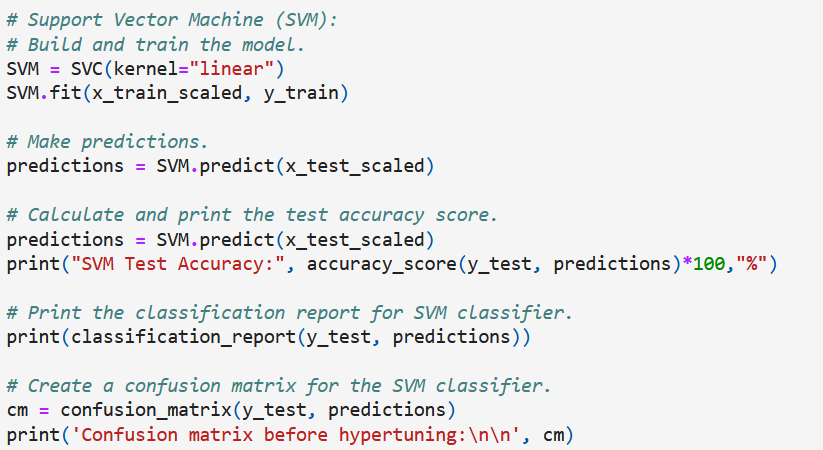 # Support Vector Machine (SVM):
# Build and train the model.
SVM = SVC(kernel="linear")
SVM.fit(x_train_scaled, y_train)
# Make predictions.
predictions = SVM.predict(x_test_scaled)
# Calculate and print the test accuracy score.
predictions = SVM.predict(x_test_scaled)
print("SVM Test Accuracy:", accuracy_score(y_test, predictions)*100,"%")
# Print the classification report for SVM classifier.
print(classification_report(y_test, predictions))
# Create a confusion matrix for the SVM classifier.
cm = confusion_matrix(y_test, predictions)
print('Confusion matrix before hypertuning:\n\n', cm)